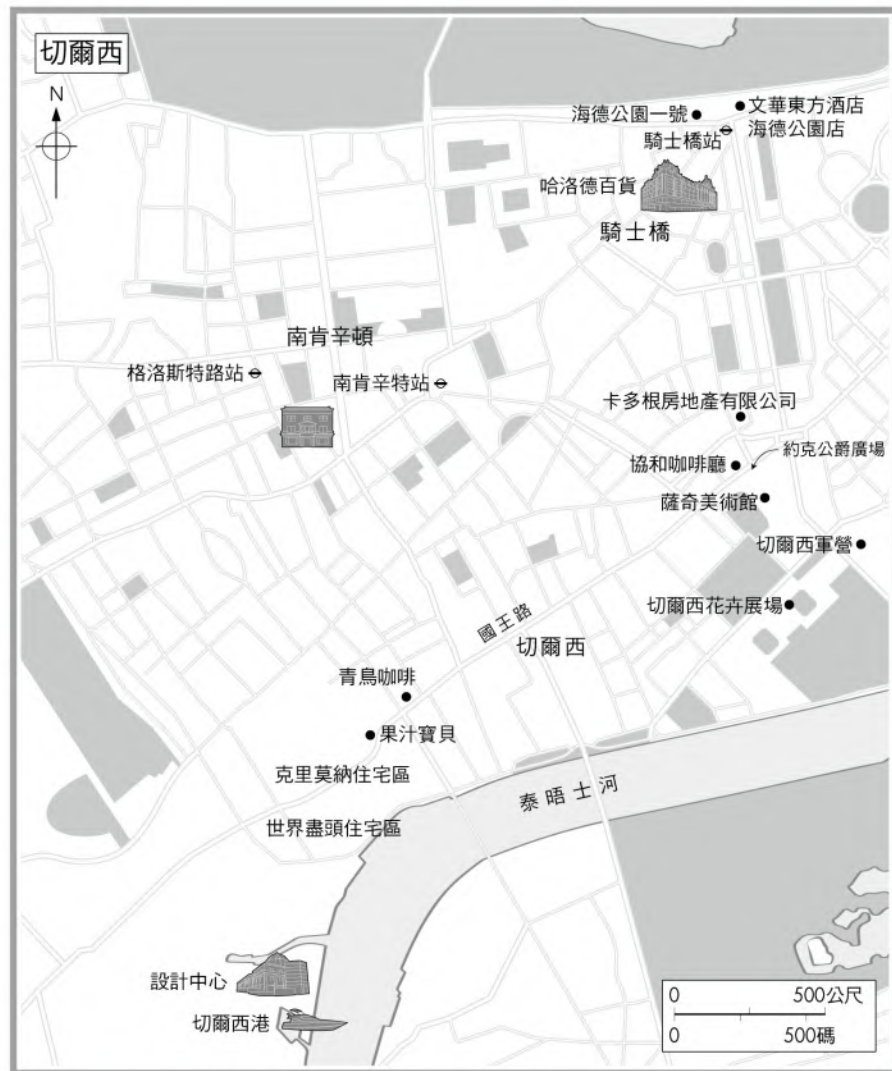 切爾西
N
海德公園一號
文華東方酒店
海德公園店
騎士橋站
哈洛德百貨
騎士橋
南肯辛頓
格洛斯特路站
南肯辛特站
卡多根房地產有限公司
協和咖啡廳
約克公爵廣場
薩奇美術館
切爾西軍營
切爾西花卉展場
國王路
切爾西
青鳥咖啡
果汁寶貝
克里莫納住宅區
泰晤士河
世界盡頭住宅區
設計中心
切爾西港
0 500公尺
0 500碼